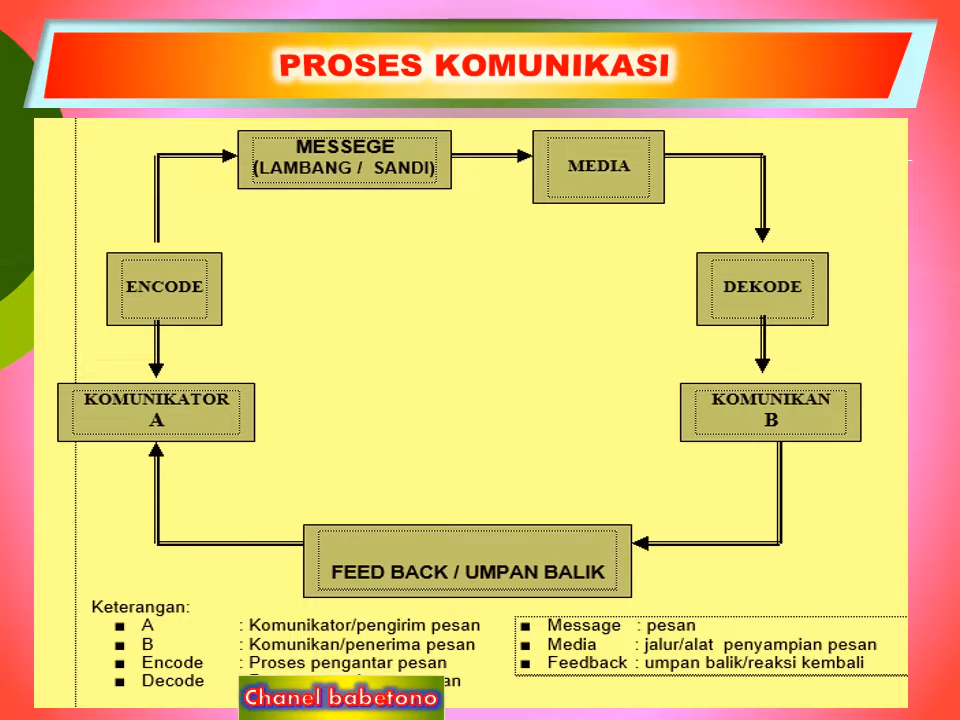 PROSES KOMUNIKASI
MESSEGE
(LAMBANG / SANDI)
MEDIA
ENCODE
DEKODE
KOMUNIKATOR
A
KOMUNIKAN
B
FEED BACK / UMPAN BALIK
Keterangan:
■ A : Komunikator/pengirim pesan
■ B : Komunikan/penerima pesan
■ Encode : Proses pengantar pesan
■ Decode :
■ Message : pesan
■ Media : jalur/alat penyampian pesan
■ Feedback : umpan balik/reaksi kembali
Chanel babetono